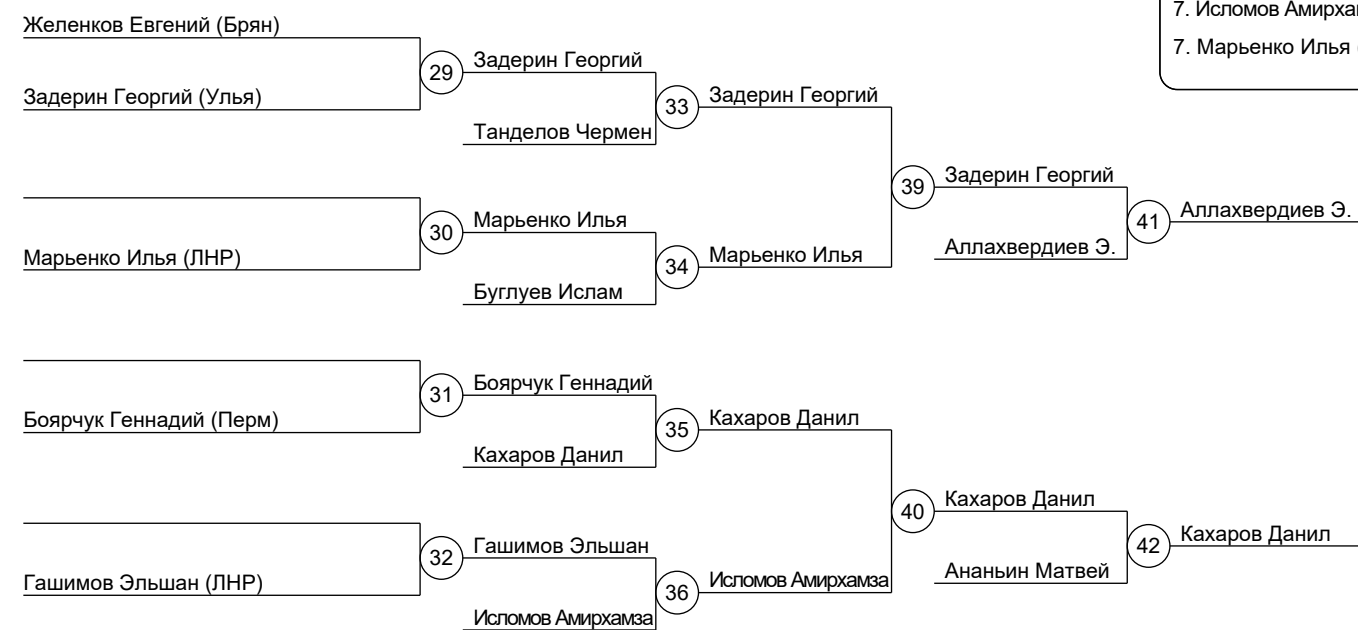 Желенков Евгений (Брян)
29
Задерин Георгий
Задерин Георгий (Улья)
33
Задерин Георгий
Танделов Чермен
39
Задерин Георгий
30
Марьенко Илья
Марьенко Илья (ЛНР)
34
Марьенко Илья
Буглуев Ислам
41
Аллахвердиев Э.
Аллахвердиев Э.
31
Боярчук Геннадий
Боярчук Геннадий (Перм)
35
Кахаров Данил
Кахаров Данил
40
Кахаров Данил
32
Гашимов Эльшан
Гашимов Эльшан (ЛНР)
36
Исломов Амирхамза
Исломов Амирхамза
42
Кахаров Данил
Ананьин Матвей
7. Исломов
7. Марьенко Илья